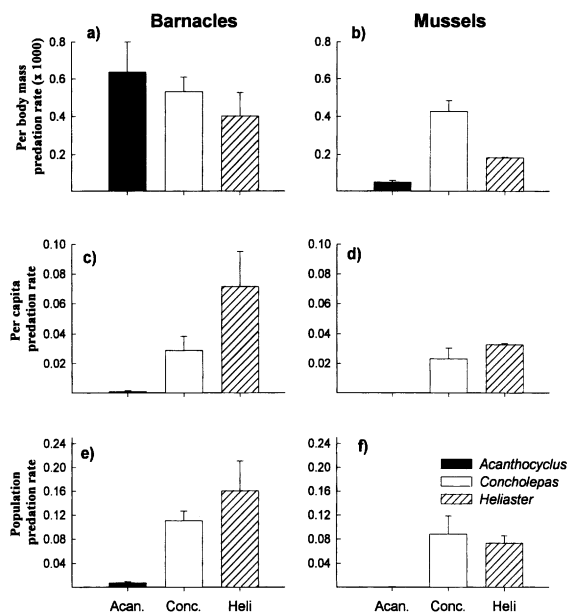 Barnacles Mussels
a) b)
Per body mass
predation rate (x 1000)
0.8 0.8
0.6 0.6
0.4 0.4
0.2 0.2
c) d)
Per capita
predation rate
0.10 0.10
0.08 0.08
0.06 0.06
0.04 0.04
0.02 0.02
e) f)
Population
predation rate
0.24 0.24
0.20 0.20
0.16 0.16
0.12 0.12
0.08 0.08
0.04 0.04
Acanthocyclus
Concholepas
Heliaster
Acan. Conc. Heli Acan. Conc. Heli